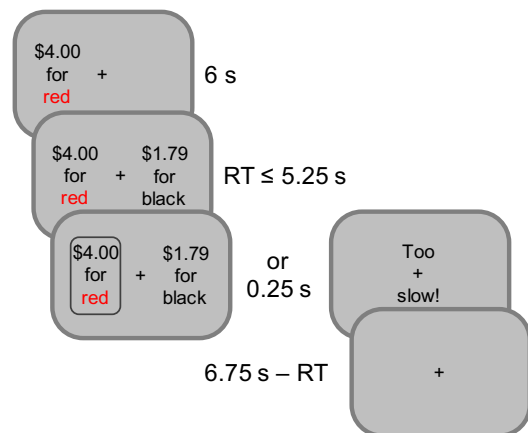 $4.00
for +
red
6 s
$4.00 $1.79
for + for
red black
RT ≤ 5.25 s
$4.00 $1.79
for + for
red black
or
0.25 s
Too
+
slow!
6.75 s – RT
+